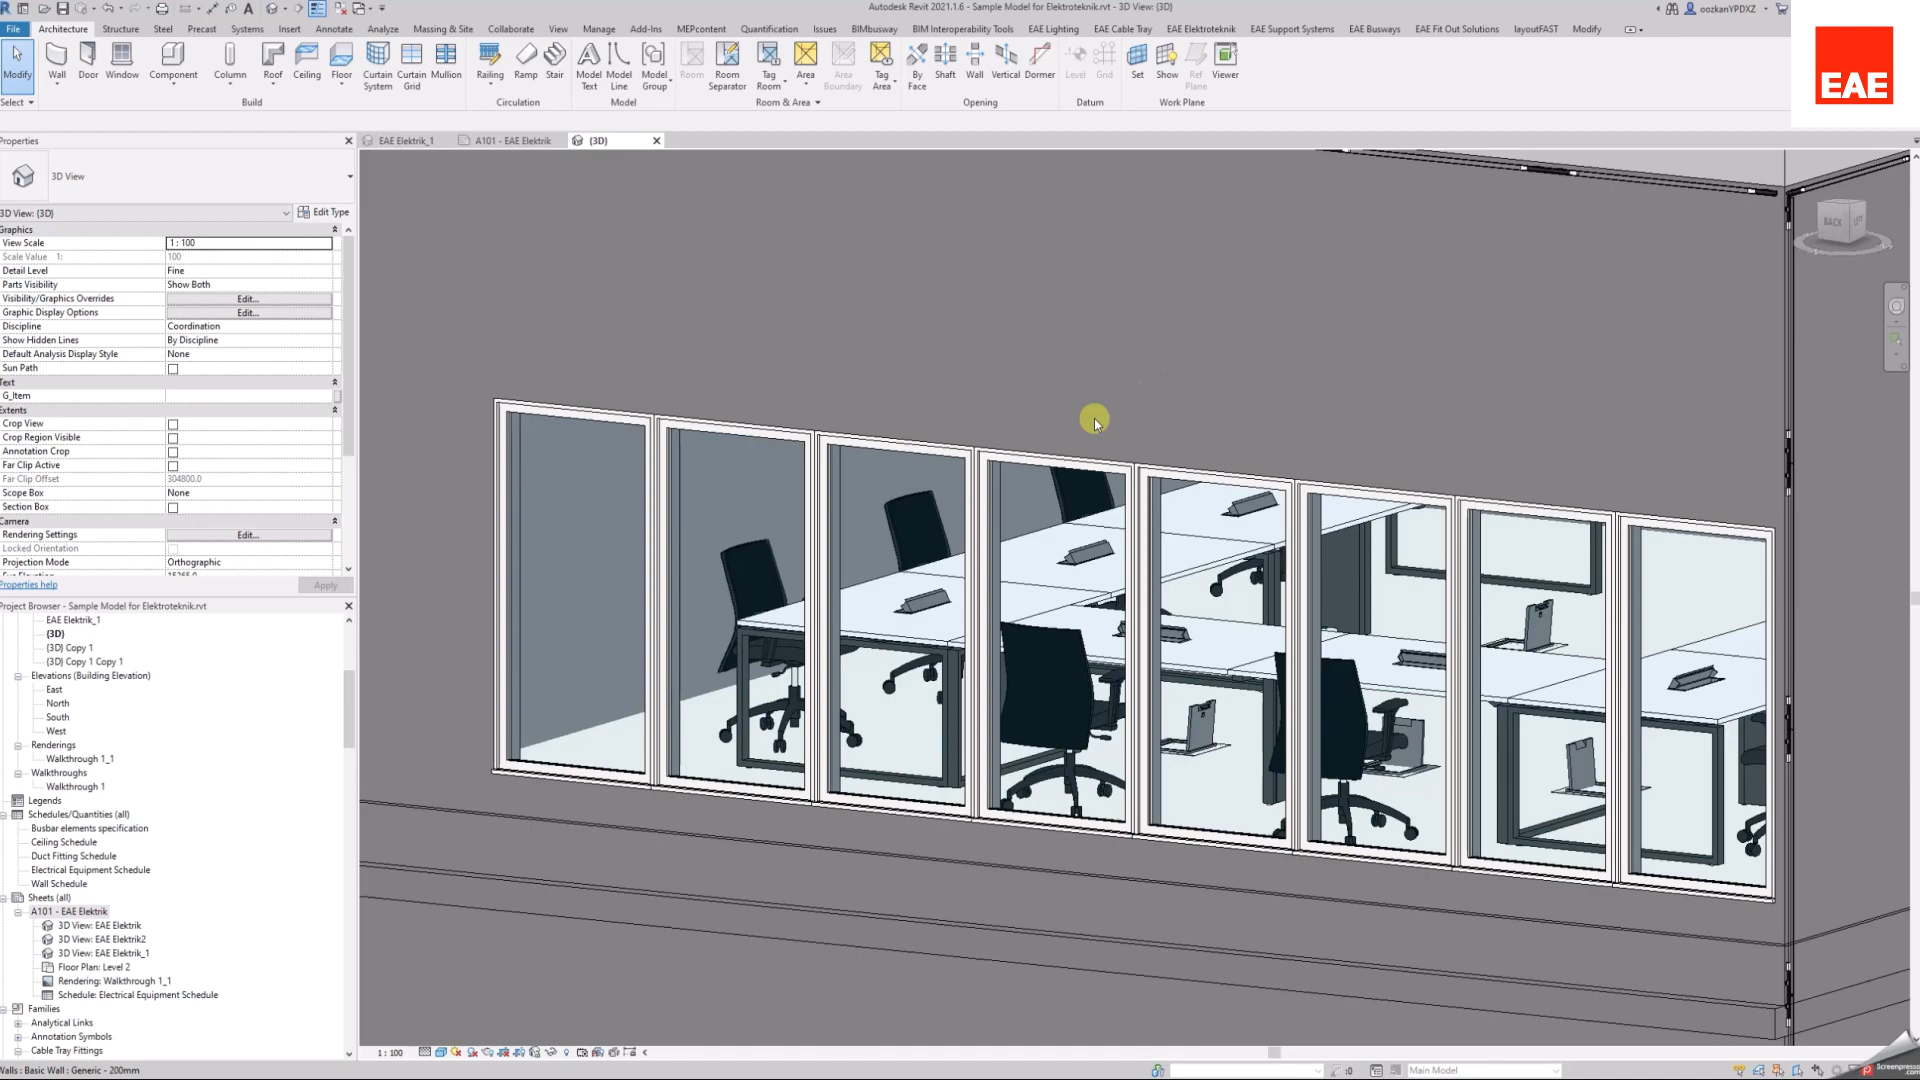 Autodesk Revit 2021.1.6 - Sample Model for Elektroteknik.rvt - 3D View: {3D}
oozkanYPDXZ
File Architecture Structure Steel Precast Systems Insert Annotate Analyze Massing & Site Collaborate View Manage Add-Ins MEPcontent Quantification Issues BIMbusway BIM Interoperability Tools EAE Lighting EAE Cable Tray EAE Elektroteknik EAE Support Systems EAE Busways EAE Fit Out Solutions layoutFAST Modify
Modify Wall Door Window Component Column Roof Ceiling Floor Curtain System Curtain Grid Mullion Railing Ramp Stair Model Text Model Line Model Group Room Room Separator Tag Room Area Area Boundary Tag Area By Face Shaft Wall Vertical Dormer Level Grid Set Show Ref Plane Viewer
Select Build Circulation Model Room & Area Opening Datum Work Plane
EAE
Properties
EAE Elektrik_1 A101 - EAE Elektrik {3D}
3D View
3D View: {3D} Edit Type
Graphics
View Scale 1 : 100
Scale Value 1: 100
Detail Level Fine
Parts Visibility Show Both
Visibility/Graphics Overrides Edit...
Graphic Display Options Edit...
Discipline Coordination
Show Hidden Lines By Discipline
Default Analysis Display Style None
Sun Path
Text
G_Item
Extents
Crop View
Crop Region Visible
Annotation Crop
Far Clip Active
Far Clip Offset 304800.0
Scope Box None
Section Box
Camera
Rendering Settings Edit...
Locked Orientation
Projection Mode Orthographic
Properties help Apply
Project Browser - Sample Model for Elektroteknik.rvt
EAE Elektrik_1
{3D}
{3D} Copy 1
{3D} Copy 1 Copy 1
Elevations (Building Elevation)
East
North
South
West
Renderings
Walkthrough 1_1
Walkthroughs
Walkthrough 1
Legends
Schedules/Quantities (all)
Busbar elements specification
Ceiling Schedule
Duct Fitting Schedule
Electrical Equipment Schedule
Wall Schedule
Sheets (all)
A101 - EAE Elektrik
3D View: EAE Elektrik
3D View: EAE Elektrik2
3D View: EAE Elektrik_1
Floor Plan: Level 2
Rendering: Walkthrough 1_1
Schedule: Electrical Equipment Schedule
Families
Analytical Links
Annotation Symbols
Cable Tray Fittings
BACK LEFT
1 : 100
Walls : Basic Wall : Generic - 200mm
:0 Main Model